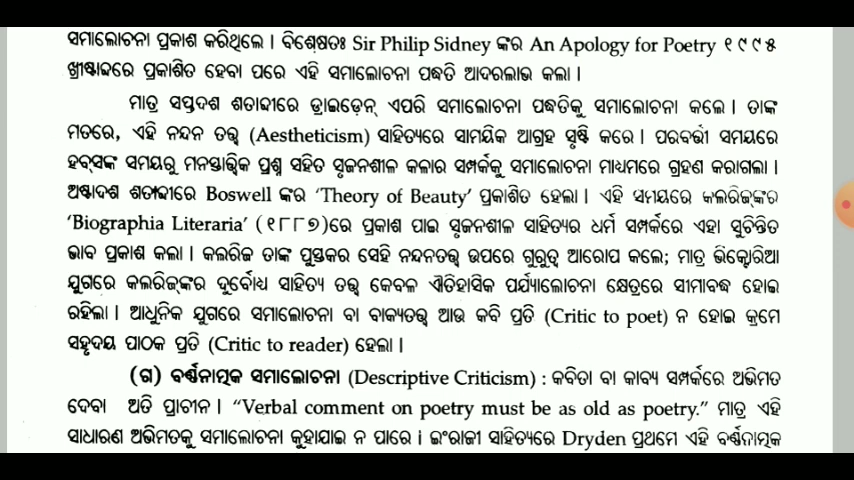 ସମାଲୋଚନା ପ୍ରକାଶ କରିଥିଲେ । ବିଶେଷତଃ Sir Philip Sidney ଙ୍କର An Apology for Poetry ୧୯୯୫
ଖ୍ରୀଷ୍ଟାବ୍ଦରେ ପ୍ରକାଶିତ ହେବା ପରେ ଏହି ସମାଲୋଚନା ପଦ୍ଧତି ଆଦରଲାଭ କଲା ।
ମାତ୍ର ସପ୍ତଦଶ ଶତାବ୍ଦୀରେ ଡ୍ରାଇଡେନ୍ ଏପରି ସମାଲୋଚନା ପଦ୍ଧତିକୁ ସମାଲୋଚନା କଲେ । ତାଙ୍କ
ମତରେ, ଏହି ନନ୍ଦନ ତତ୍ତ୍ୱ (Aestheticism) ସାହିତ୍ୟରେ ସାମୟିକ ଆଗ୍ରହ ସୃଷ୍ଟି କରେ । ପରବର୍ତ୍ତୀ ସମୟରେ
ହବ୍‌ସଙ୍କ ସମୟରୁ ମନସ୍ତାତ୍ତ୍ୱିକ ପ୍ରଶ୍ନ ସହିତ ସୃଜନଶୀଳ କଳାର ସମ୍ପର୍କକୁ ସମାଲୋଚନା ମାଧ୍ୟମରେ ଗ୍ରହଣ କରାଗଲା ।
ଅଷ୍ଟାଦଶ ଶତାବ୍ଦୀରେ Boswell ଙ୍କର ‘Theory of Beauty’ ପ୍ରକାଶିତ ହେଲା । ଏହି ସମୟରେ କଲରିଜ୍‌ଙ୍କର
‘Biographia Literaria’ (୧୮୮୭)ରେ ପ୍ରକାଶ ପାଇ ସୃଜନଶୀଳ ସାହିତ୍ୟର ଧର୍ମ ସମ୍ପର୍କରେ ଏହା ସୁଚିନ୍ତିତ
ଭାବ ପ୍ରକାଶ କଲା । କଲରିଜ ତାଙ୍କ ପୁସ୍ତକର ସେହି ନନ୍ଦନତତ୍ତ୍ୱ ଉପରେ ଗୁରୁତ୍ୱ ଆରୋପ କଲେ; ମାତ୍ର ଭିକ୍ଟୋରିଆ
ଯୁଗରେ କଲରିଜ୍‌ଙ୍କର ଦୁର୍ବୋଧ୍ୟ ସାହିତ୍ୟ ତତ୍ତ୍ୱ କେବଳ ଐତିହାସିକ ପର୍ଯ୍ୟାଲୋଚନା କ୍ଷେତ୍ରରେ ସୀମାବଦ୍ଧ ହୋଇ
ରହିଲା । ଆଧୁନିକ ଯୁଗରେ ସମାଲୋଚନା ବା ବାକ୍ୟତତ୍ତ୍ୱ ଆଉ କବି ପ୍ରତି (Critic to poet) ନ ହୋଇ କ୍ରମେ
ସହୃଦୟ ପାଠକ ପ୍ରତି (Critic to reader) ହେଲା ।
(ଗ) ବର୍ଣ୍ଣନାତ୍ମକ ସମାଲୋଚନା (Descriptive Criticism) : କବିତା ବା କାବ୍ୟ ସମ୍ପର୍କରେ ଅଭିମତ
ଦେବା ଅତି ପ୍ରାଚୀନ । “Verbal comment on poetry must be as old as poetry.” ମାତ୍ର ଏହି
ସାଧାରଣ ଅଭିମତକୁ ସମାଲୋଚନା କୁହାଯାଇ ନ ପାରେ । ଇଂରାଜୀ ସାହିତ୍ୟରେ Dryden ପ୍ରଥମେ ଏହି ବର୍ଣ୍ଣନାତ୍ମକ